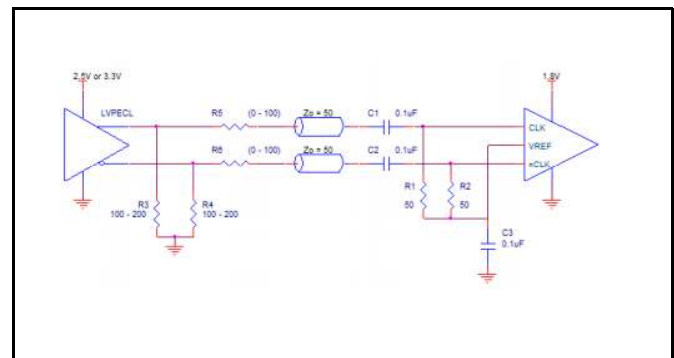 2.5V or 3.3V
1.8V
LVPECL
R5 (0 - 100)
Zo = 50
C1 0.1uF
CLK
VREF
R6 (0 - 100)
Zo = 50
C2 0.1uF
nCLK
R1
50
R2
50
R3
100 - 200
R4
100 - 200
C3
0.1uF